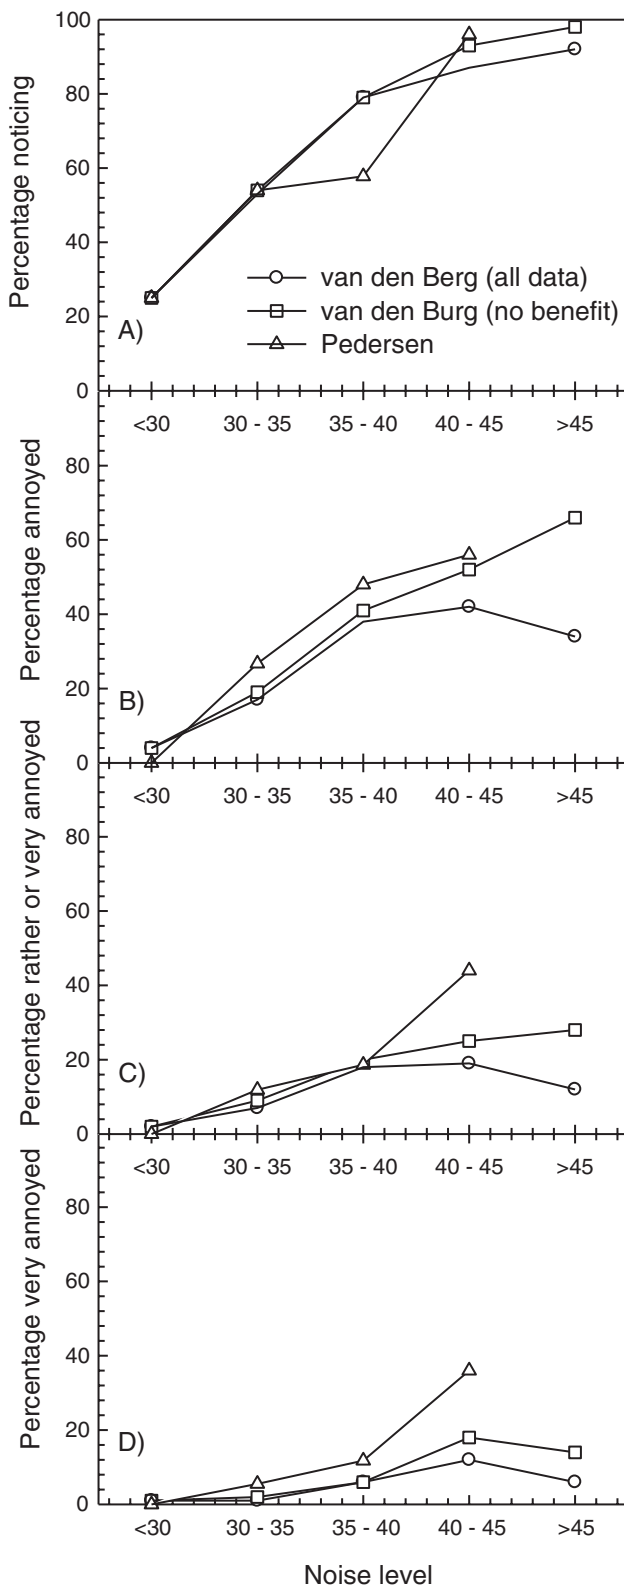 100
80
60
40
20
0
Percentage noticing
A)
van den Berg (all data)
van den Burg (no benefit)
Pedersen
<30 30 - 35 35 - 40 40 - 45 >45
80
60
40
20
0
Percentage annoyed
B)
<30 30 - 35 35 - 40 40 - 45 >45
80
60
40
20
0
Percentage rather or very annoyed
C)
<30 30 - 35 35 - 40 40 - 45 >45
80
60
40
20
0
Percentage very annoyed
D)
<30 30 - 35 35 - 40 40 - 45 >45
Noise level